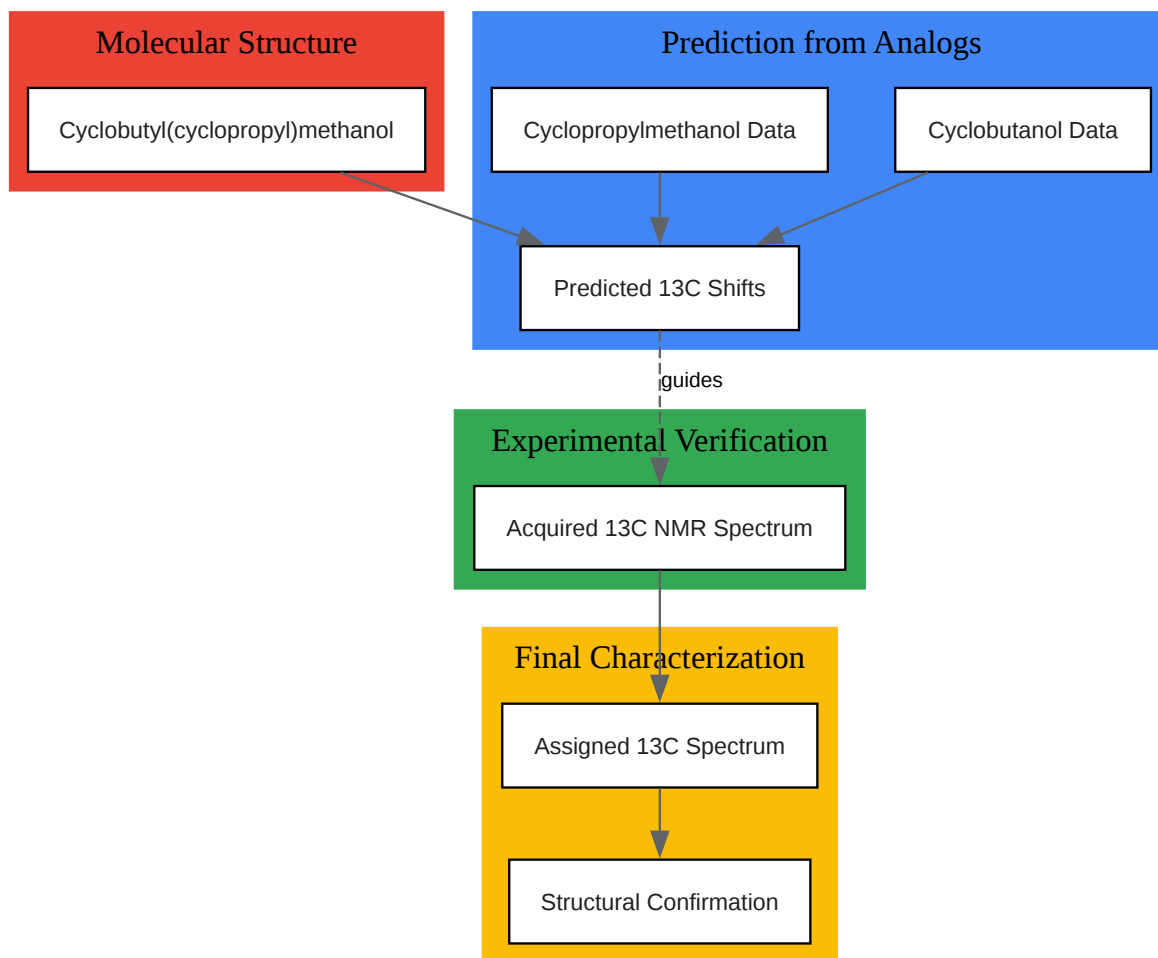 Molecular Structure
Prediction from Analogs
Cyclobutyl(cyclopropyl)methanol
Cyclopropylmethanol Data
Cyclobutanol Data
Predicted 13C Shifts
guides
Experimental Verification
Acquired 13C NMR Spectrum
Final Characterization
Assigned 13C Spectrum
Structural Confirmation